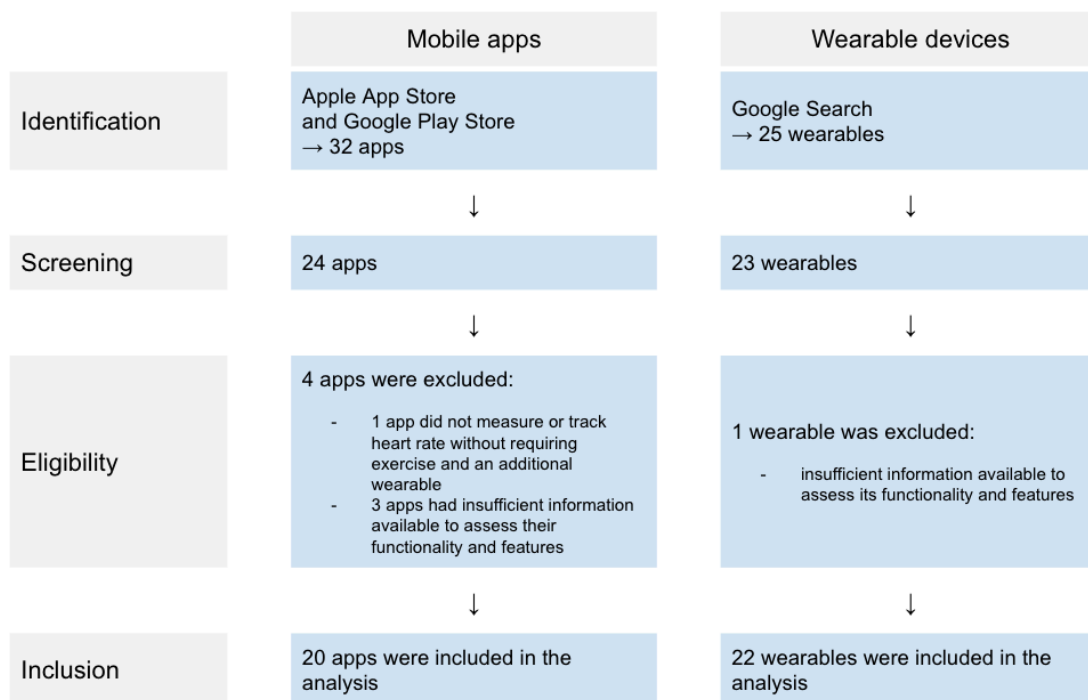 Mobile apps
Wearable devices
Identification
Apple App Store
and Google Play Store
→ 32 apps
Google Search
→ 25 wearables
↓
↓
Screening
24 apps
23 wearables
↓
↓
Eligibility
4 apps were excluded:
- 1 app did not measure or track
heart rate without requiring
exercise and an additional
wearable
- 3 apps had insufficient information
available to assess their
functionality and features
1 wearable was excluded:
- insufficient information available to
assess its functionality and features
↓
↓
Inclusion
20 apps were included in the
analysis
22 wearables were included in the
analysis